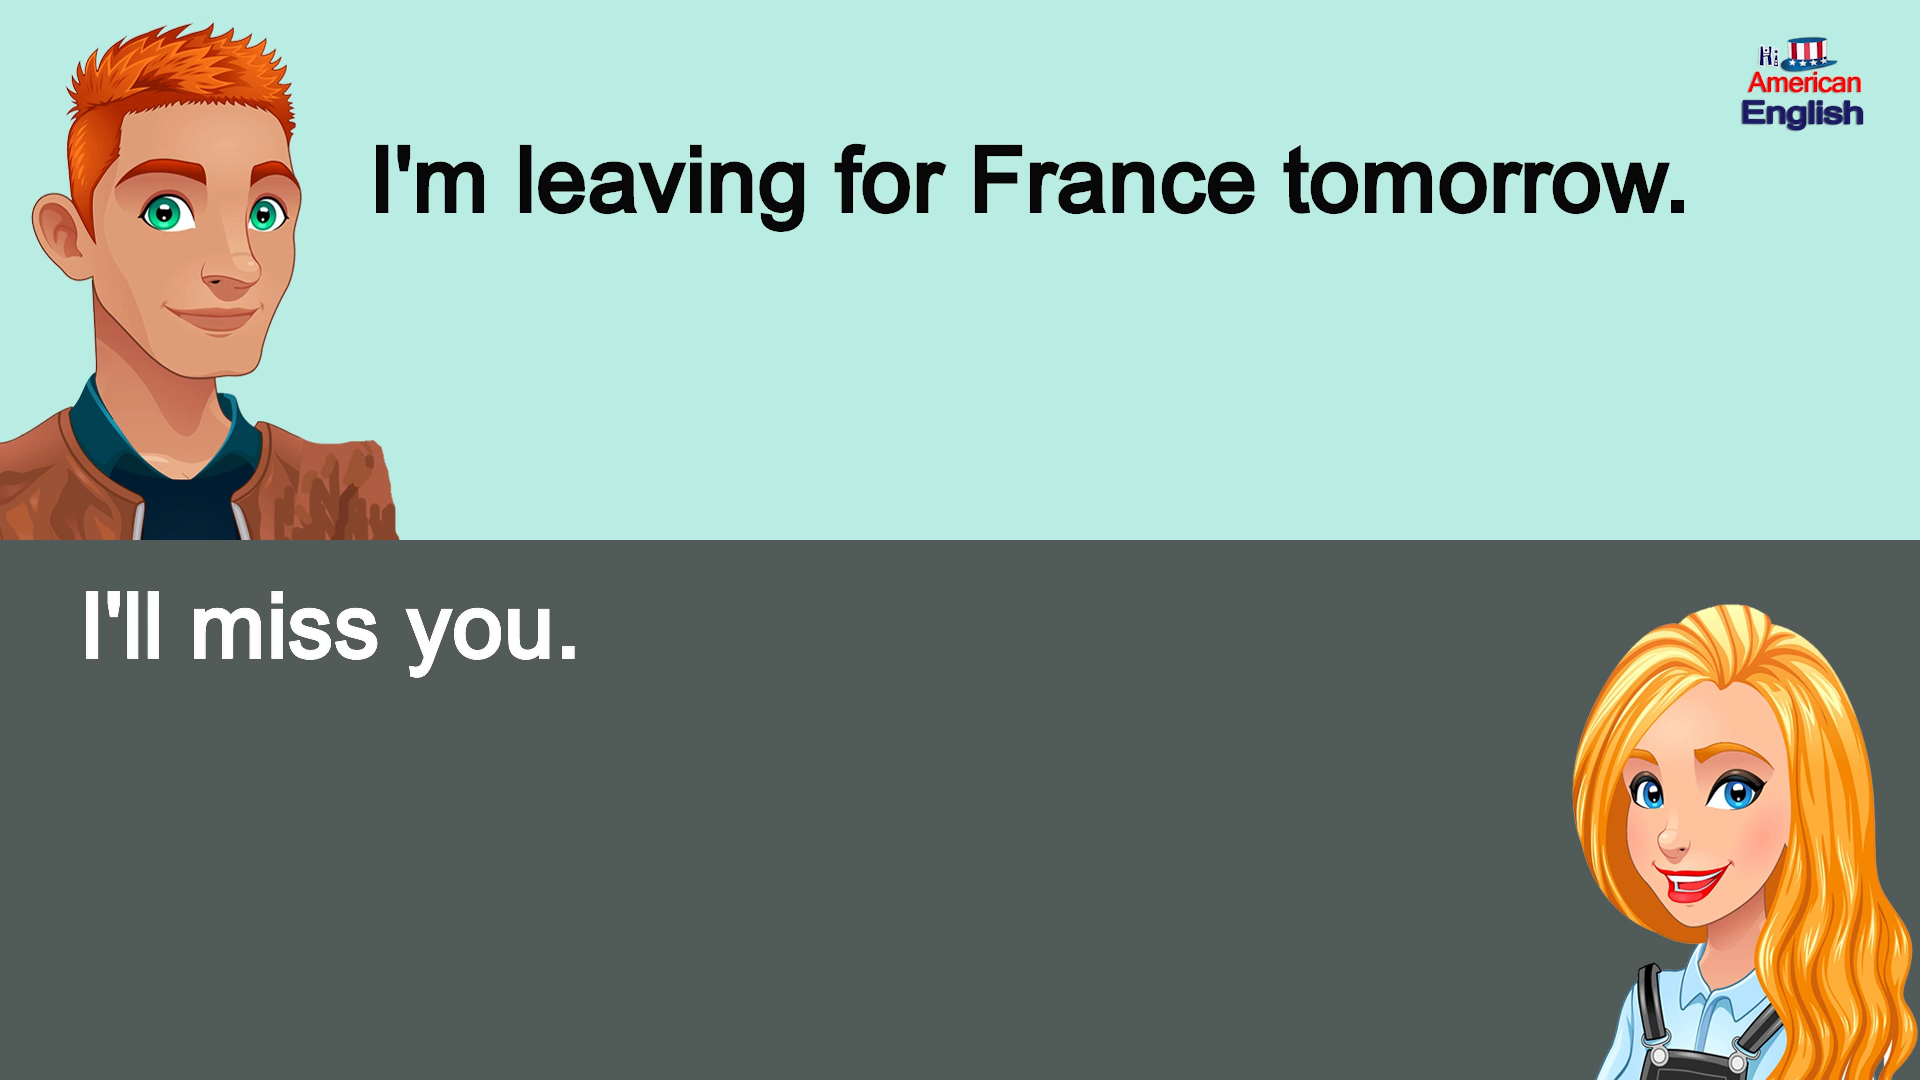 Hi
American
English
I'm leaving for France tomorrow.
I'll miss you.